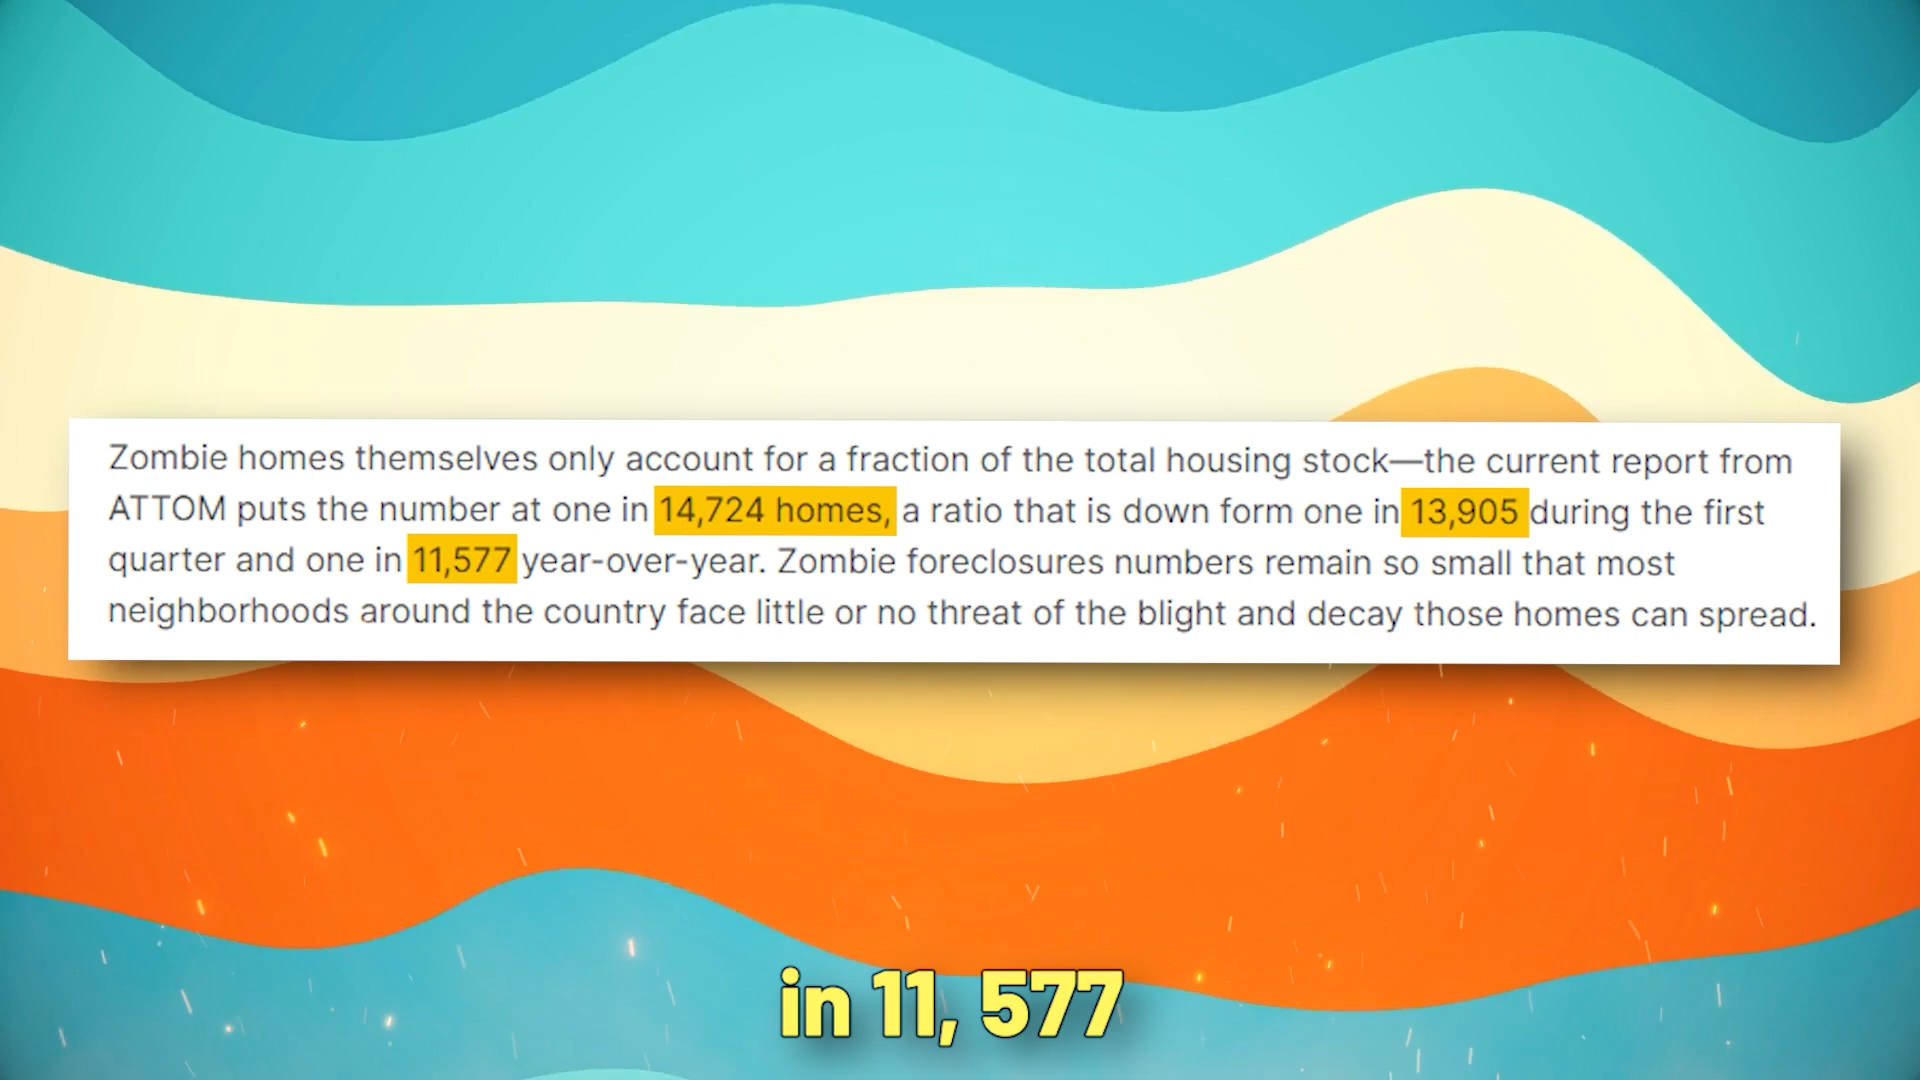 Zombie homes themselves only account for a fraction of the total housing stock—the current report from
ATTOM puts the number at one in 14,724 homes, a ratio that is down form one in 13,905 during the first
quarter and one in 11,577 year-over-year. Zombie foreclosures numbers remain so small that most
neighborhoods around the country face little or no threat of the blight and decay those homes can spread.
in 11, 577